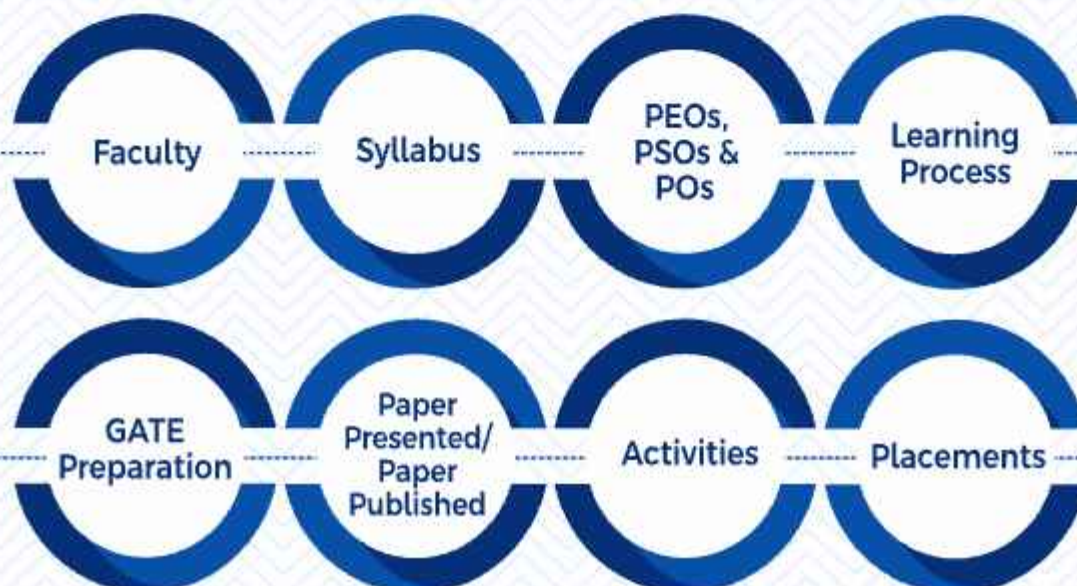 Faculty
Syllabus
PEOs,
PSOs &
POs
Learning
Process
GATE
Preparation
Paper
Presented/
Paper
Published
Activities
Placements